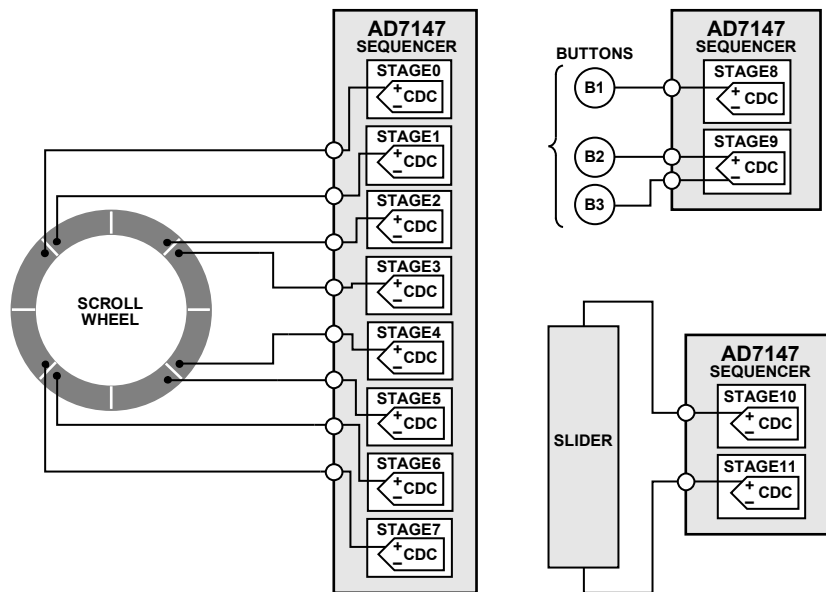 AD7147
SEQUENCER
STAGE0
+
–
CDC
STAGE1
+
–
CDC
STAGE2
+
–
CDC
STAGE3
+
–
CDC
STAGE4
+
–
CDC
STAGE5
+
–
CDC
STAGE6
+
–
CDC
STAGE7
+
–
CDC
SCROLL
WHEEL
BUTTONS
B1
B2
B3
AD7147
SEQUENCER
STAGE8
+
–
CDC
STAGE9
+
–
CDC
SLIDER
AD7147
SEQUENCER
STAGE10
+
–
CDC
STAGE11
+
–
CDC